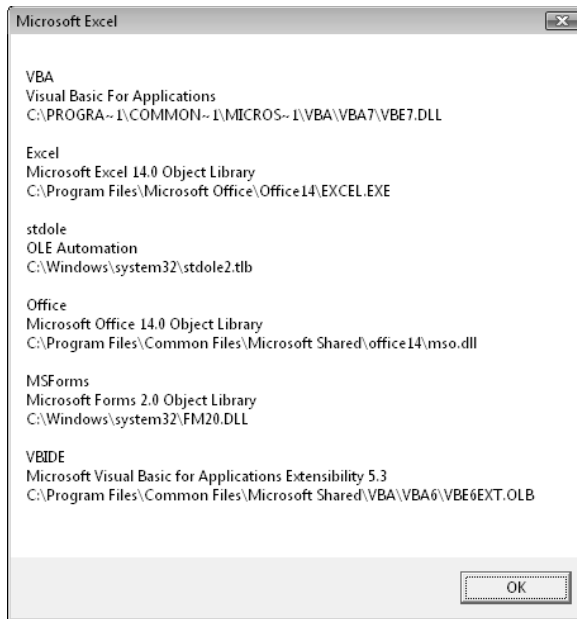 Microsoft Excel
VBA
Visual Basic For Applications
C:\PROGRA~1\COMMON~1\MICROS~1\VBA\VBA7\VBE7.DLL
Excel
Microsoft Excel 14.0 Object Library
C:\Program Files\Microsoft Office\Office14\EXCEL.EXE
stdole
OLE Automation
C:\Windows\system32\stdole2.tlb
Office
Microsoft Office 14.0 Object Library
C:\Program Files\Common Files\Microsoft Shared\office14\mso.dll
MSForms
Microsoft Forms 2.0 Object Library
C:\Windows\system32\FM20.DLL
VBIDE
Microsoft Visual Basic for Applications Extensibility 5.3
C:\Program Files\Common Files\Microsoft Shared\VBA\VBA6\VBE6EXT.OLB
OK